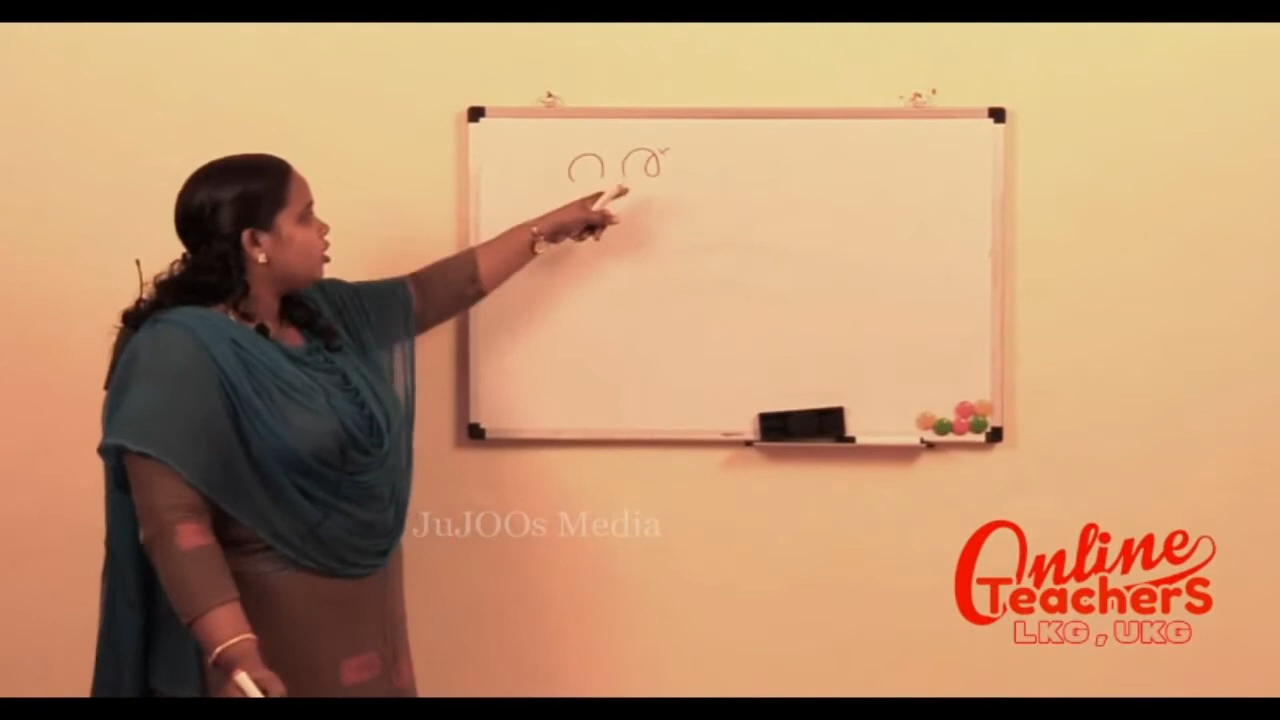 റ
JuJOOs Media
Online
TeacherS
LKG, UKG